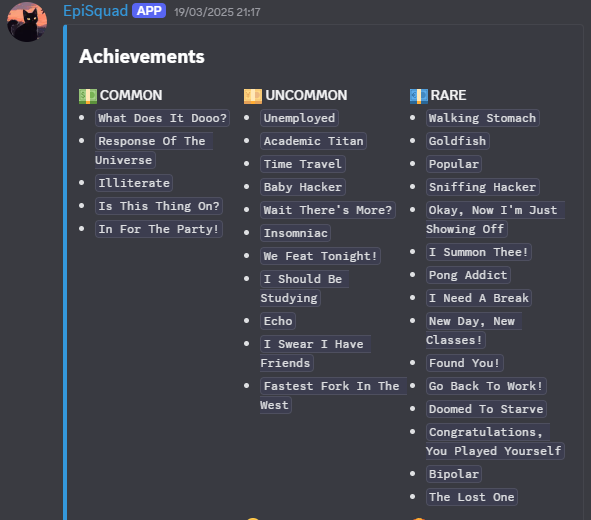 EpiSquad APP 19/03/2025 21:17
Achievements
COMMON
What Does It Dooo?
Response Of The
Universe
Illiterate
Is This Thing On?
In For The Party!
UNCOMMON
Unemployed
Academic Titan
Time Travel
Baby Hacker
Wait There's More?
Insomniac
We Feat Tonight!
I Should Be
Studying
Echo
I Swear I Have
Friends
Fastest Fork In The
West
RARE
Walking Stomach
Goldfish
Popular
Sniffing Hacker
Okay, Now I'm Just
Showing Off
I Summon Thee!
Pong Addict
I Need A Break
New Day, New
Classes!
Found You!
Go Back To Work!
Doomed To Starve
Congratulations,
You Played Yourself
Bipolar
The Lost One